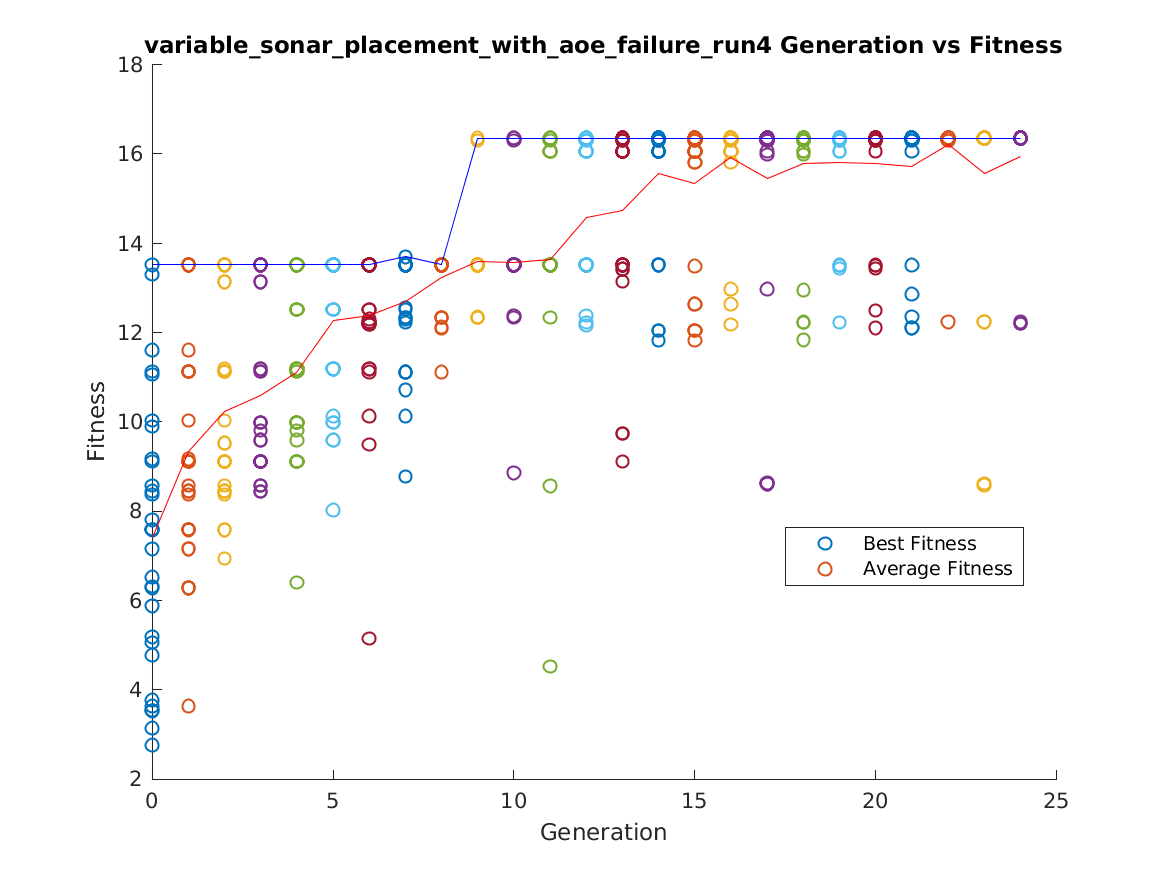 variable_sonar_placement_with_aoe_failure_run4 Generation vs Fitness
18
16
14
12
10
8
6
4
2
Fitness
Best Fitness
Average Fitness
0 5 10 15 20 25
Generation